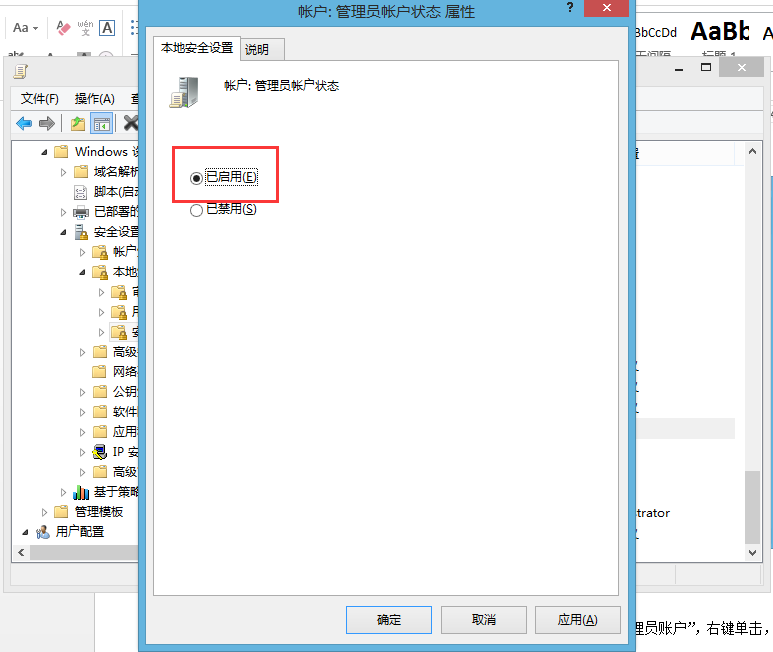 帐户: 管理员帐户状态 属性
?
Aa
wén
文
A
BbCcDd
AaBb
本地安全设置
说明
帐户: 管理员帐户状态
已启用(E)
已禁用(S)
确定
取消
应用(A)
文件(F)
操作(A)
Windows
域名解析
脚本(启
已部署的
安全设置
帐户
本地
高级
网络
公钥
软件
应用
IP 安
高级
基于策略
管理模板
用户配置
strator
理员账户”，右键单击，